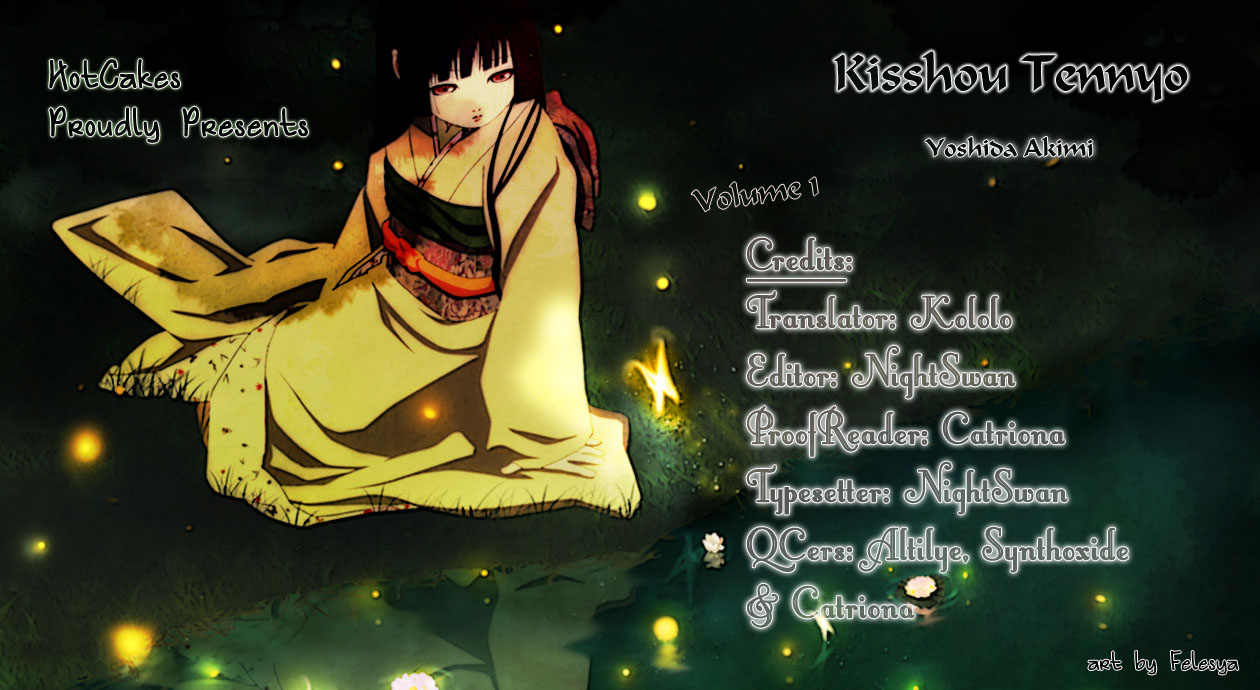 HotCakes
Proudly Presents
Kisshou Tennyo
Yoshida Akimi
Volume 1
Credits:
Translator: Kololo
Editor: NightSwan
ProofReader: Catriona
Typesetter: NightSwan
QCers: Altilye, Synthoxide
& Catriona
art by Felesya